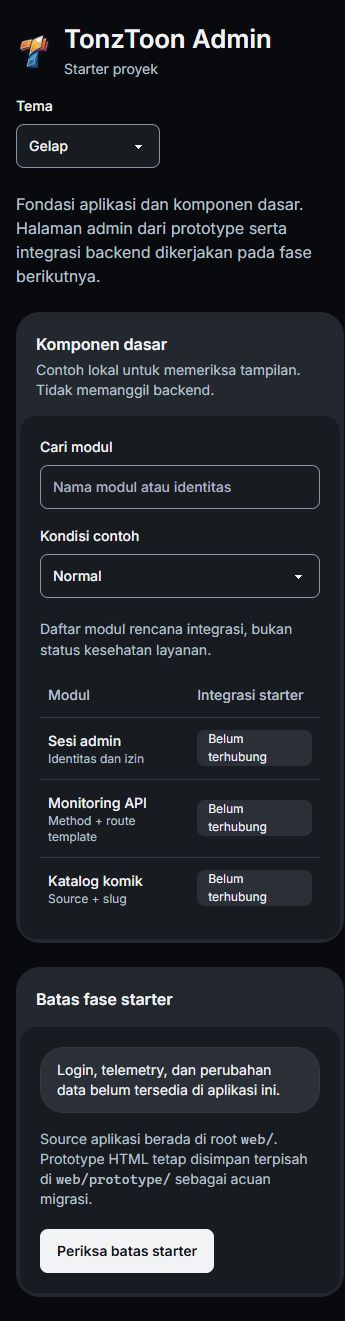 TonzToon Admin
Starter proyek
Tema
Gelap
Fondasi aplikasi dan komponen dasar.
Halaman admin dari prototype serta
integrasi backend dikerjakan pada fase
berikutnya.
Komponen dasar
Contoh lokal untuk memeriksa tampilan.
Tidak memanggil backend.
Cari modul
Nama modul atau identitas
Kondisi contoh
Normal
Daftar modul rencana integrasi, bukan
status kesehatan layanan.
Modul Integrasi starter
Sesi admin
Identitas dan izin
Belum
terhubung
Monitoring API
Method + route
template
Belum
terhubung
Katalog komik
Source + slug
Belum
terhubung
Batas fase starter
Login, telemetry, dan perubahan
data belum tersedia di aplikasi ini.
Source aplikasi berada di root web/.
Prototype HTML tetap disimpan terpisah
di web/prototype/ sebagai acuan
migrasi.
Periksa batas starter